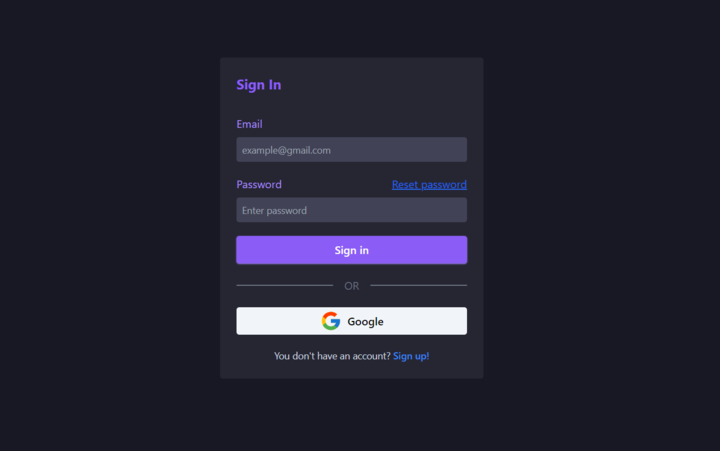 Sign In
Email
example@gmail.com
Password Reset password
Enter password
Sign in
OR
Google
You don't have an account? Sign up!